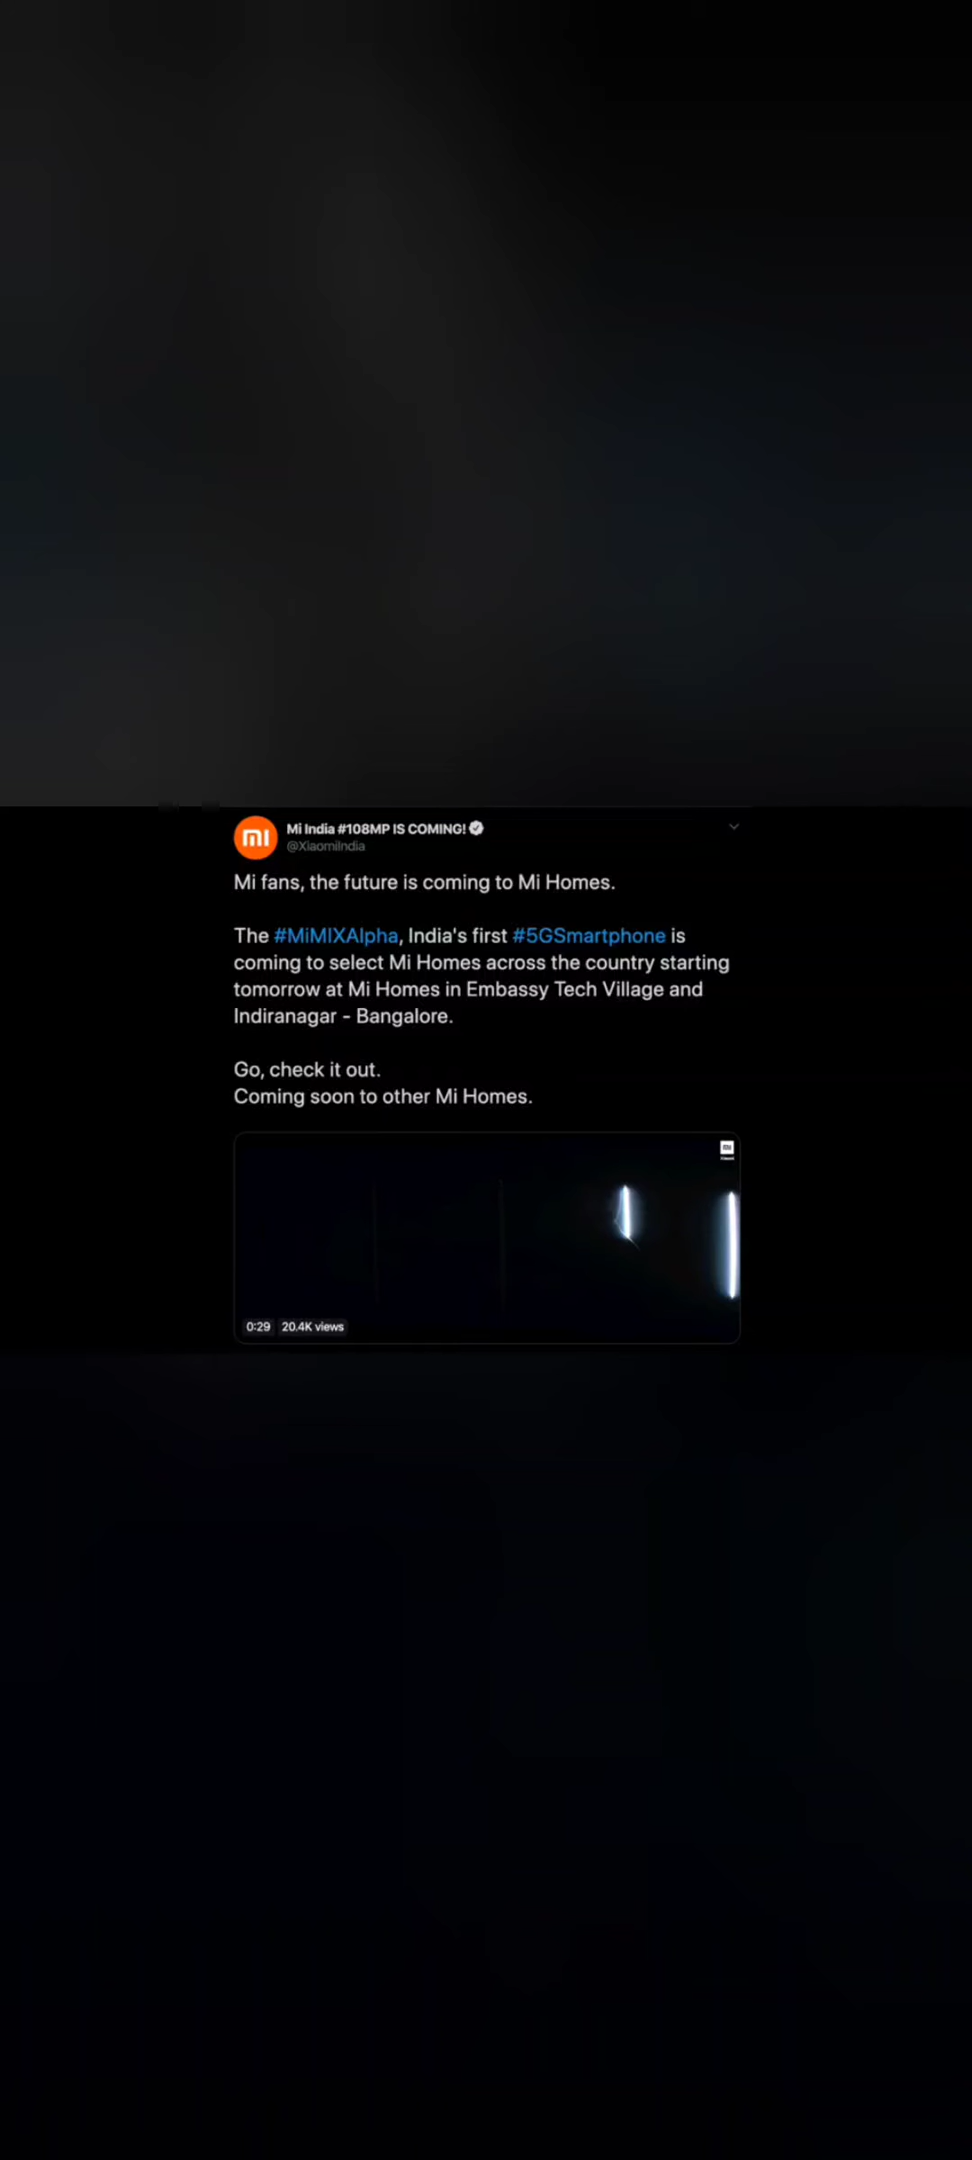 Mi India #108MP IS COMING!
@XiaomiIndia
Mi fans, the future is coming to Mi Homes.
The #MiMIXAlpha, India's first #5GSmartphone is
coming to select Mi Homes across the country starting
tomorrow at Mi Homes in Embassy Tech Village and
Indiranagar - Bangalore.
Go, check it out.
Coming soon to other Mi Homes.
0:29 20.4K views